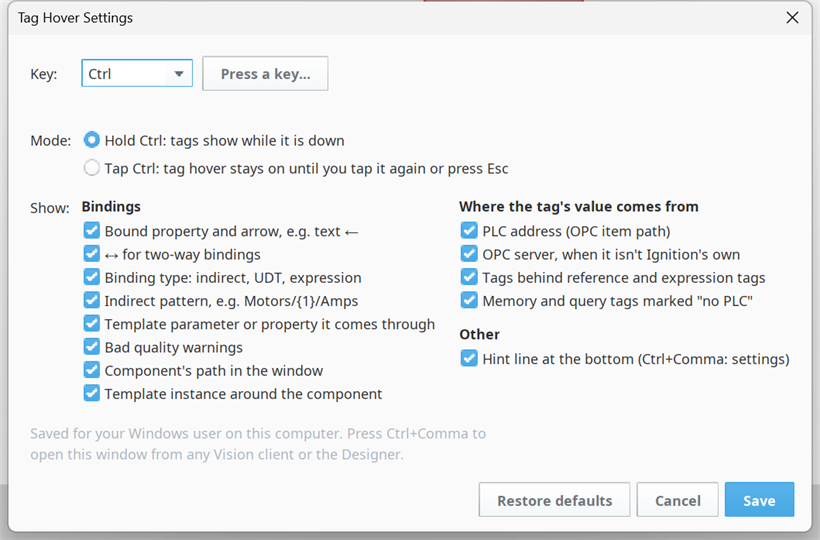 Tag Hover Settings
Key: Ctrl Press a key...
Mode: Hold Ctrl: tags show while it is down
Tap Ctrl: tag hover stays on until you tap it again or press Esc
Show: Bindings
Bound property and arrow, e.g. text ←
↔ for two-way bindings
Binding type: indirect, UDT, expression
Indirect pattern, e.g. Motors/{1}/Amps
Template parameter or property it comes through
Bad quality warnings
Component's path in the window
Template instance around the component
Where the tag's value comes from
PLC address (OPC item path)
OPC server, when it isn't Ignition's own
Tags behind reference and expression tags
Memory and query tags marked "no PLC"
Other
Hint line at the bottom (Ctrl+Comma: settings)
Saved for your Windows user on this computer. Press Ctrl+Comma to
open this window from any Vision client or the Designer.
Restore defaults Cancel Save